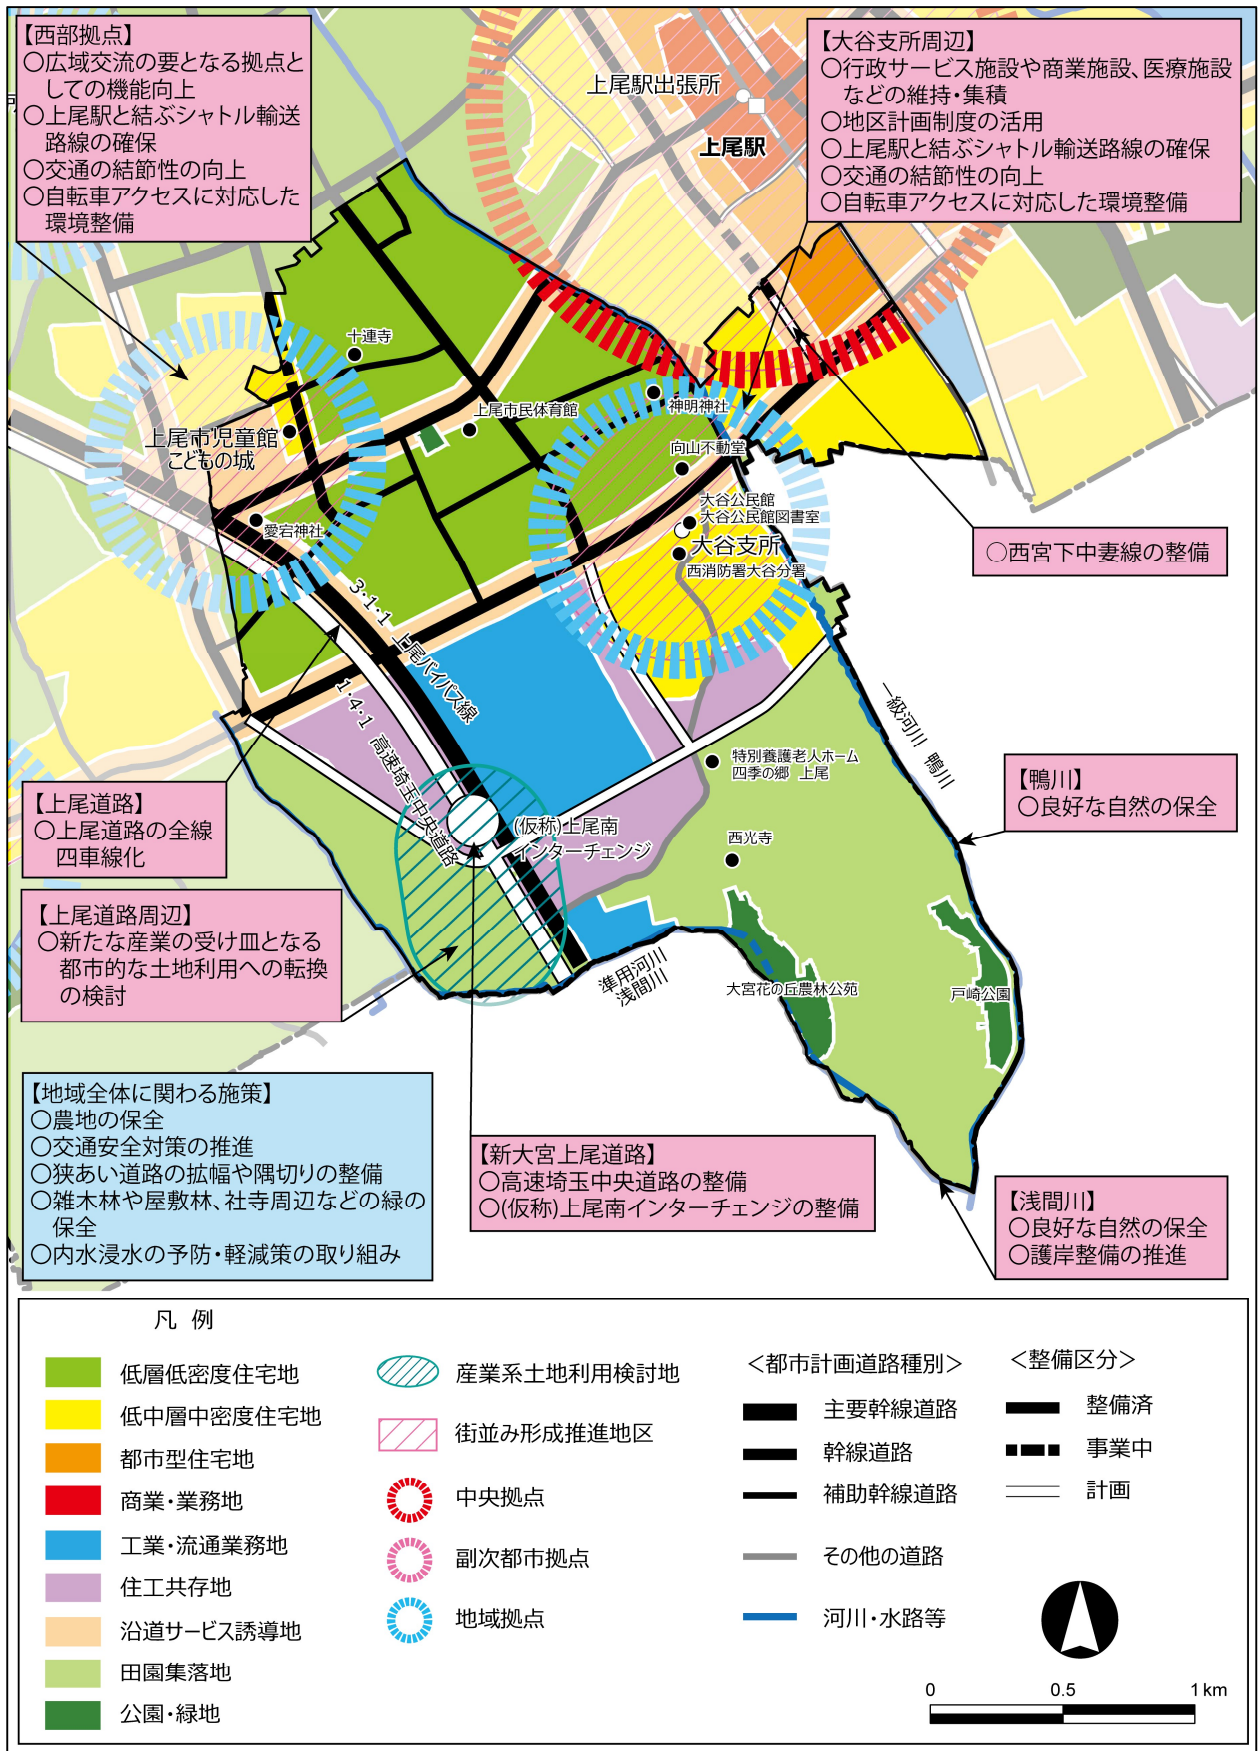 【西部拠点】
○広域交流の要となる拠点と
しての機能向上
○上尾駅と結ぶシャトル輸送
路線の確保
○交通の結節性の向上
○自転車アクセスに対応した
環境整備
【大谷支所周辺】
○行政サービス施設や商業施設、医療施設
などの維持・集積
○地区計画制度の活用
○上尾駅と結ぶシャトル輸送路線の確保
○交通の結節性の向上
○自転車アクセスに対応した環境整備
上尾駅出張所
上尾駅
十連寺
上尾市民体育館
神明神社
上尾市児童館
こどもの城
向山不動堂
大谷公民館
大谷公民館図書室
愛宕神社
大谷支所
西消防署大谷分署
○西宮下中妻線の整備
3・1・1 上尾バイパス線
1・4・1 高速埼玉中央道路
一級河川 鴨川
特別養護老人ホーム
四季の郷 上尾
【鴨川】
○良好な自然の保全
【上尾道路】
○上尾道路の全線
四車線化
(仮称)上尾南
インターチェンジ
西光寺
【上尾道路周辺】
○新たな産業の受け皿となる
都市的な土地利用への転換
の検討
準用河川
浅間川
大宮花の丘農林公苑
戸崎公園
【地域全体に関わる施策】
○農地の保全
○交通安全対策の推進
○狭あい道路の拡幅や隅切りの整備
○雑木林や屋敷林、社寺周辺などの緑の
保全
○内水浸水の予防・軽減策の取り組み
【新大宮上尾道路】
○高速埼玉中央道路の整備
○(仮称)上尾南インターチェンジの整備
【浅間川】
○良好な自然の保全
○護岸整備の推進
凡 例
低層低密度住宅地
低中層中密度住宅地
都市型住宅地
商業・業務地
工業・流通業務地
住工共存地
沿道サービス誘導地
田園集落地
公園・緑地
産業系土地利用検討地
街並み形成推進地区
中央拠点
副次都市拠点
地域拠点
＜都市計画道路種別＞
主要幹線道路
幹線道路
補助幹線道路
その他の道路
河川・水路等
＜整備区分＞
整備済
事業中
計画
0 0.5 1 km